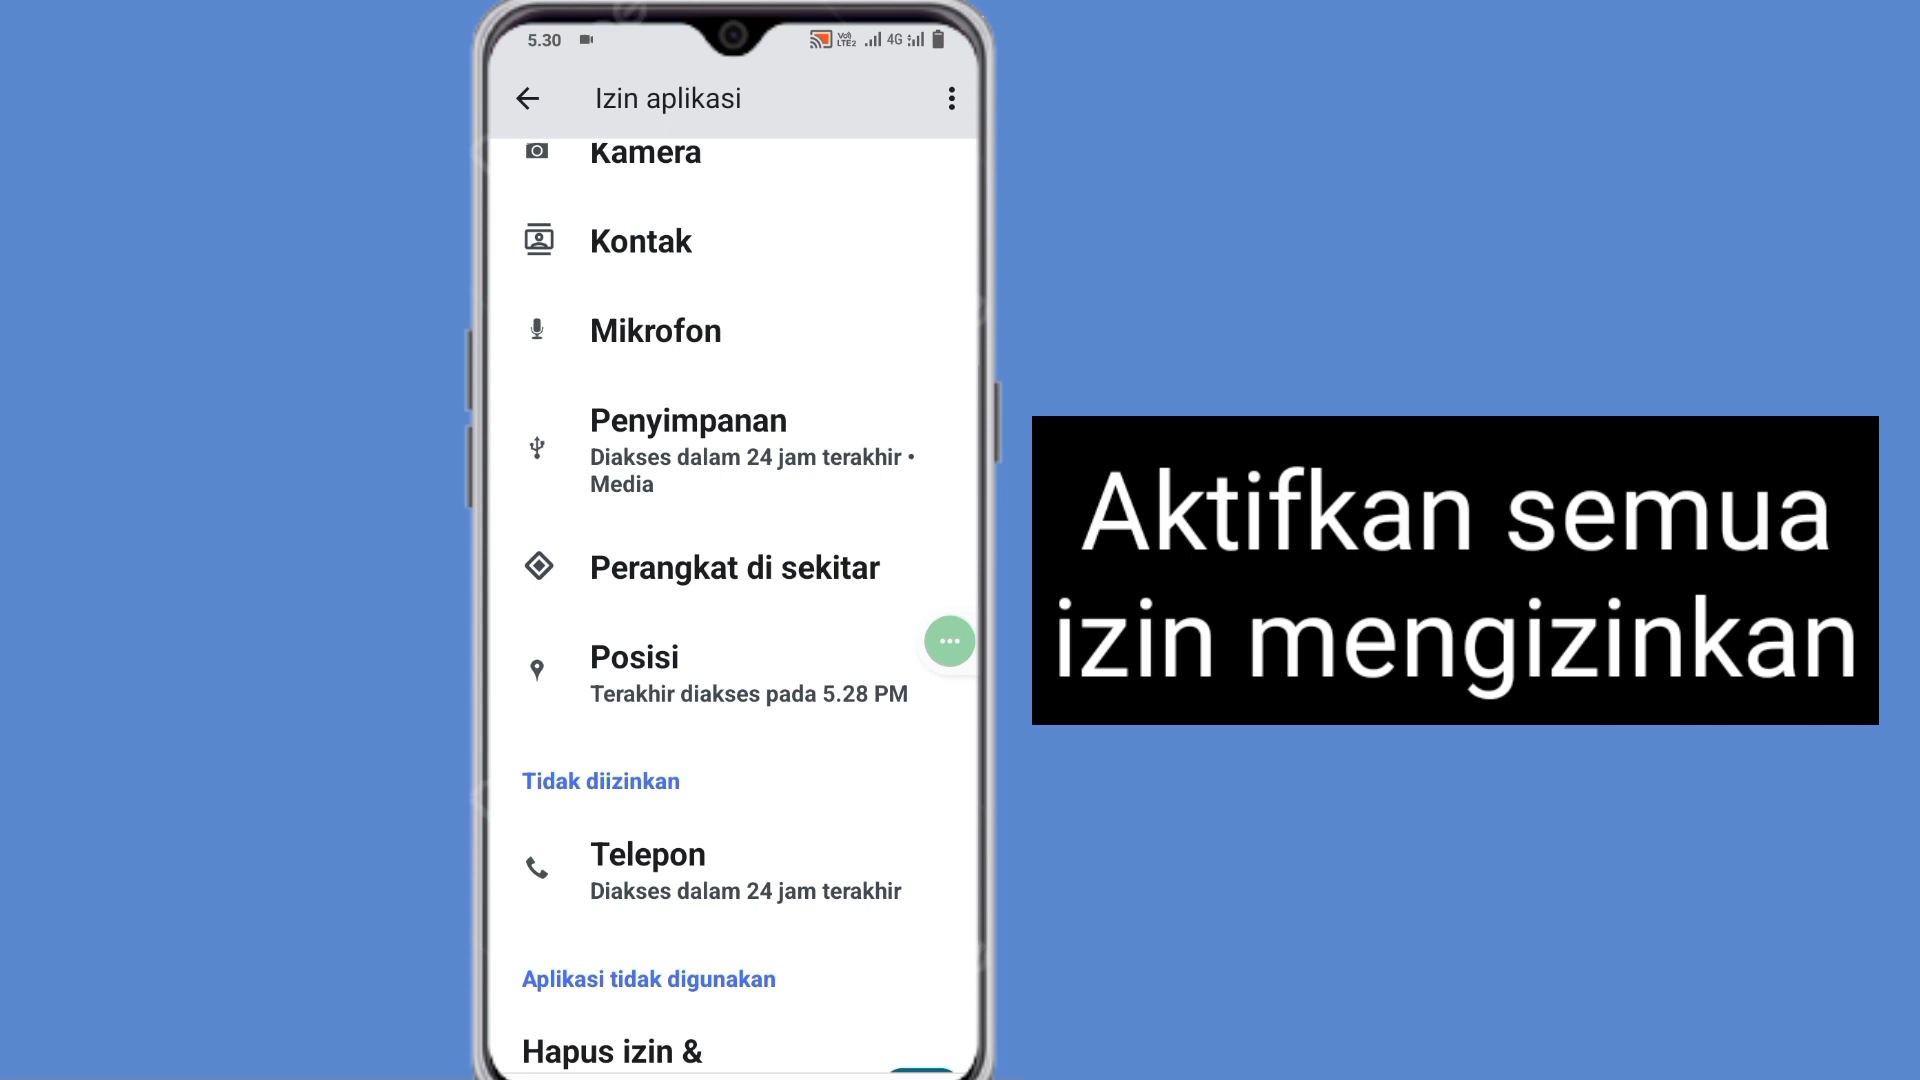 5.30
Vo)
LTE2
4G
Izin aplikasi
Kamera
Kontak
Mikrofon
Penyimpanan
Diakses dalam 24 jam terakhir •
Media
Perangkat di sekitar
Posisi
Terakhir diakses pada 5.28 PM
Tidak diizinkan
Telepon
Diakses dalam 24 jam terakhir
Aplikasi tidak digunakan
Hapus izin &
Aktifkan semua
izin mengizinkan